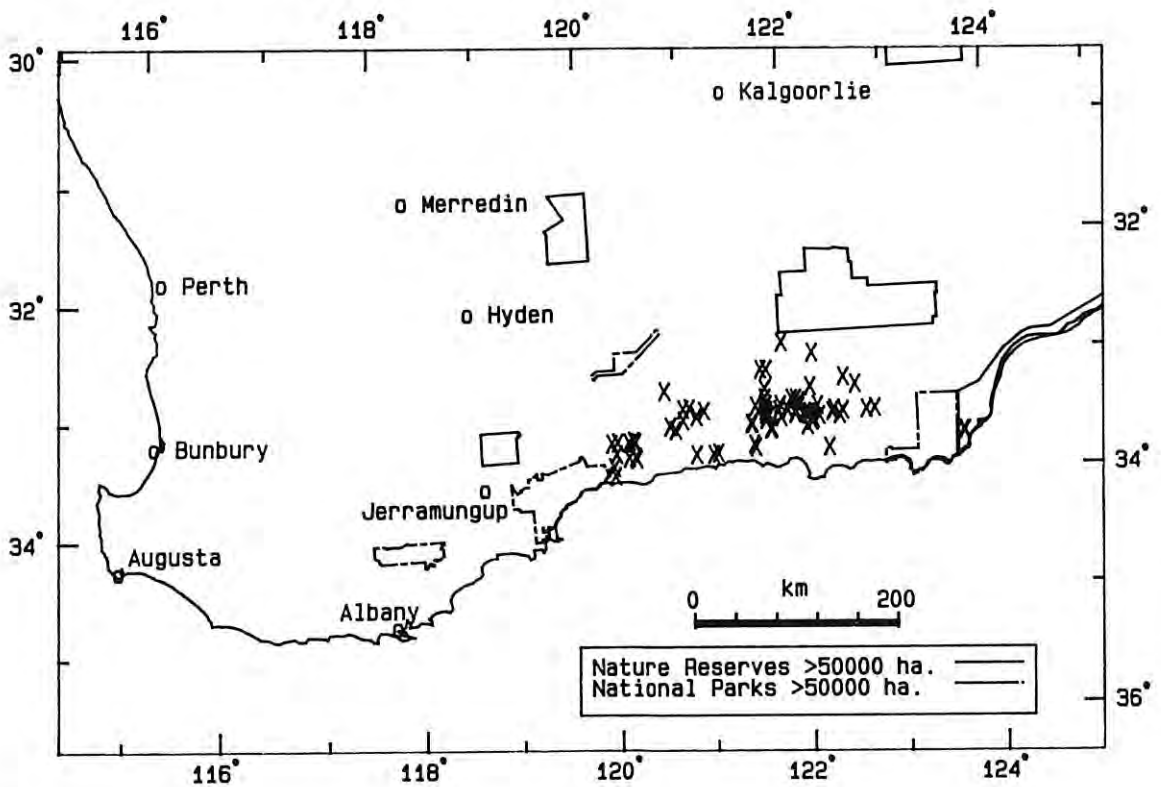 116° 118° 120° 122° 124°
30°
Kalgoorlie
Merredin
32°
Perth
32°
Hyden
Bunbury
34°
Jerramungup
34°
Augusta
km
0 200
Albany
Nature Reserves >50000 ha.
National Parks >50000 ha.
36°
116° 118° 120° 122° 124°